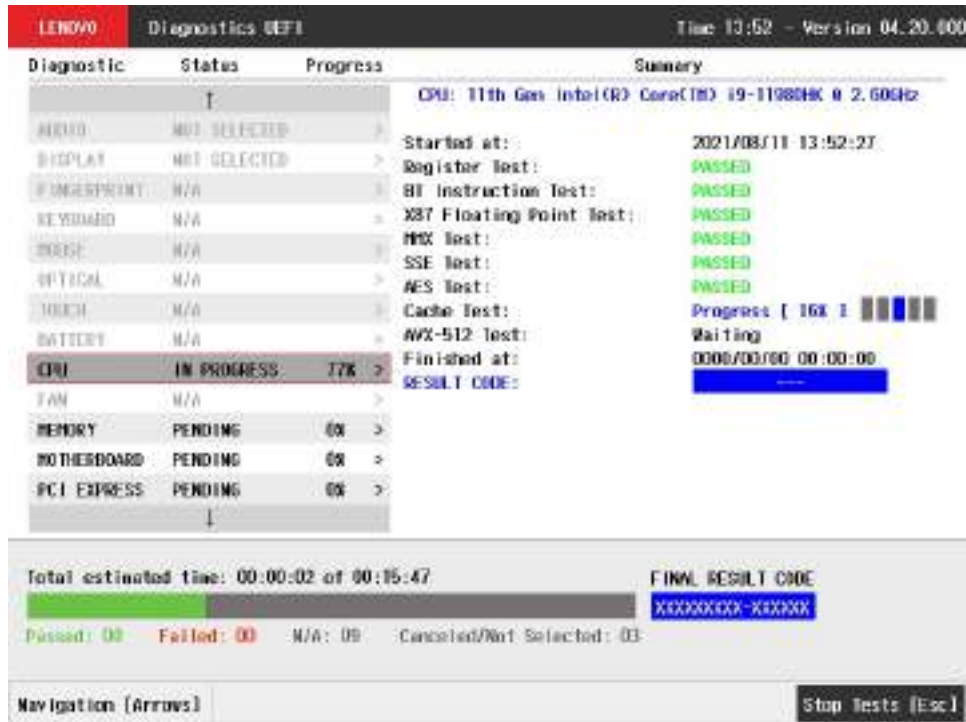 LENOVO Diagnostics UEFI Time 13:52 - Version 04.20.000
Diagnostic Status Progress Summary
↑
CPU: 11th Gen Intel(R) Core(TM) i9-11980HK @ 2.60GHz
AUDIO NOT SELECTED >
DISPLAY NOT SELECTED >
FINGERPRINT N/A >
KEYBOARD N/A >
MOUSE N/A >
OPTICAL N/A >
TOUCH N/A >
BATTERY N/A >
CPU IN PROGRESS 77% >
FAN N/A >
MEMORY PENDING 0% >
MOTHERBOARD PENDING 0% >
PCI EXPRESS PENDING 0% >
↓
Started at: 2021/08/11 13:52:27
Register Test: PASSED
BT Instruction Test: PASSED
X87 Floating Point Test: PASSED
MMX Test: PASSED
SSE Test: PASSED
AES Test: PASSED
Cache Test: Progress [ 16% ]
AVX-512 Test: Waiting
Finished at: 0000/00/00 00:00:00
RESULT CODE: ---
Total estimated time: 00:00:02 of 00:15:47
FINAL RESULT CODE
XXXXXXXXX-XXXXXX
Passed: 00 Failed: 00 N/A: 09 Canceled/Not Selected: 03
Navigation [Arrows] Stop Tests [Esc]